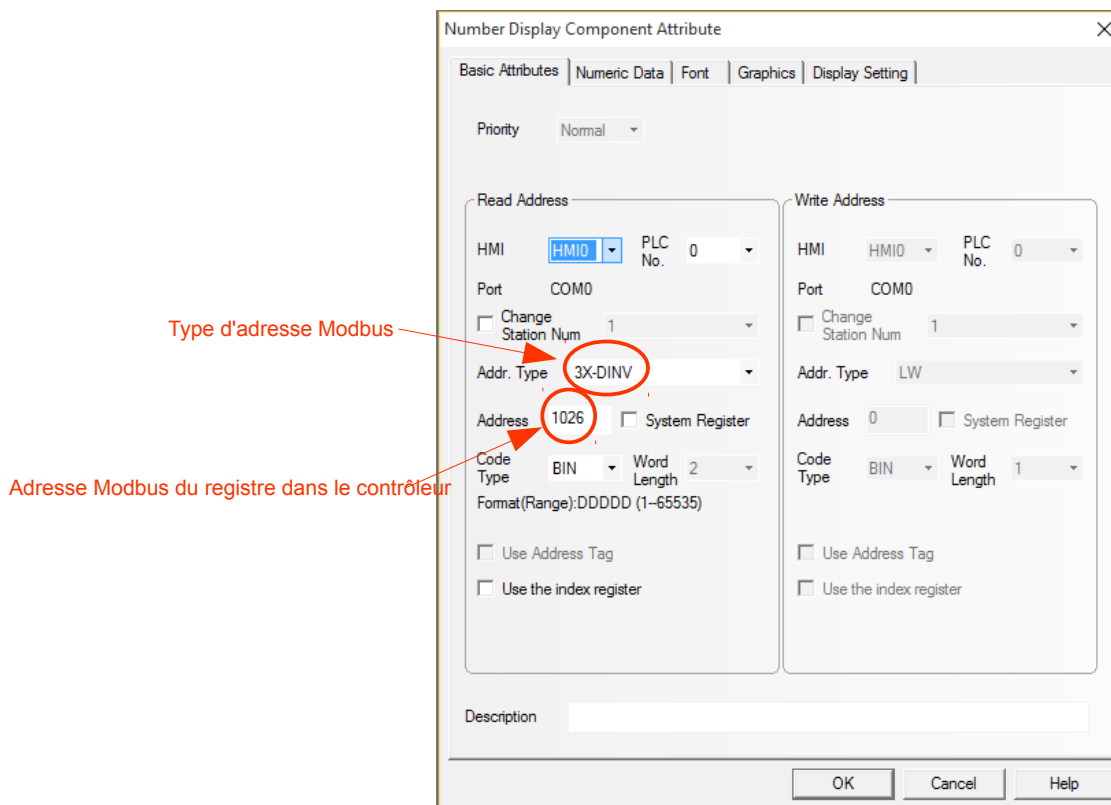 Number Display Component Attribute
Basic Attributes Numeric Data Font Graphics Display Setting
Priority Normal
Read Address
HMI HMI0 PLC No. 0
Port COM0
Change Station Num 1
Addr. Type 3X-DINV
Address 1026 System Register
Code Type BIN Word Length 2
Format(Range):DDDDD (1--65535)
Use Address Tag
Use the index register
Write Address
HMI HMI0 PLC No. 0
Port COM0
Change Station Num 1
Addr. Type LW
Address 0 System Register
Code Type BIN Word Length 1
Use Address Tag
Use the index register
Type d'adresse Modbus
Adresse Modbus du registre dans le contrôleur
Description
OK Cancel Help